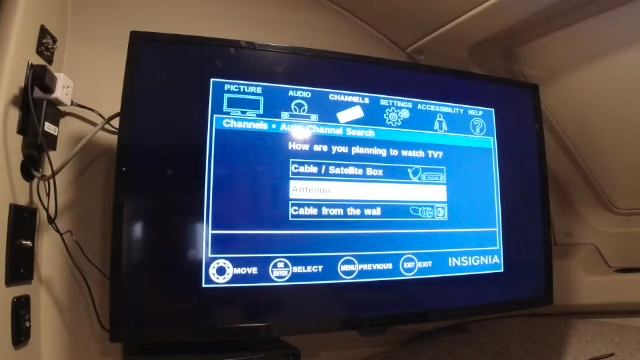 PICTURE AUDIO CHANNELS SETTINGS ACCESSIBILITY HELP
Channels • Auto Channel Search
How are you planning to watch TV?
Cable / Satellite Box
Antenna
Cable from the wall
MOVE OK ENTER SELECT MENU PREVIOUS EXIT EXIT INSIGNIA